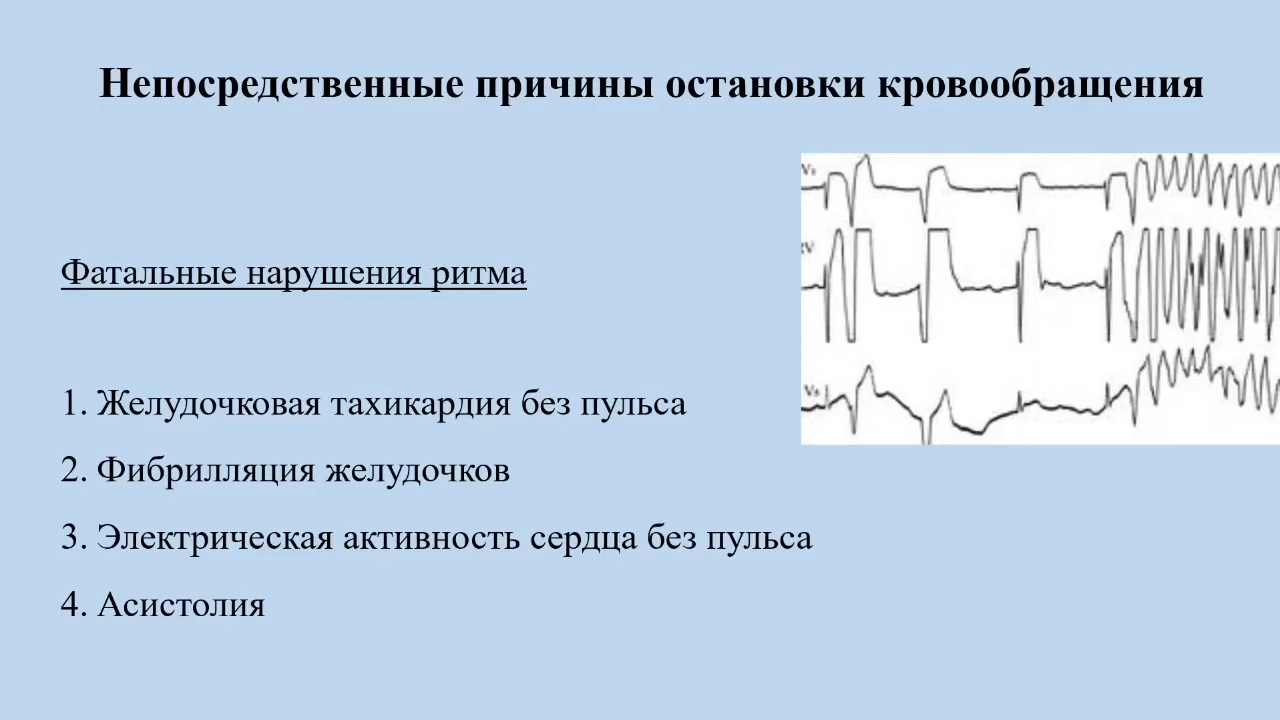 Непосредственные причины остановки кровообращения
Фатальные нарушения ритма
1. Желудочковая тахикардия без пульса
2. Фибрилляция желудочков
3. Электрическая активность сердца без пульса
4. Асистолия